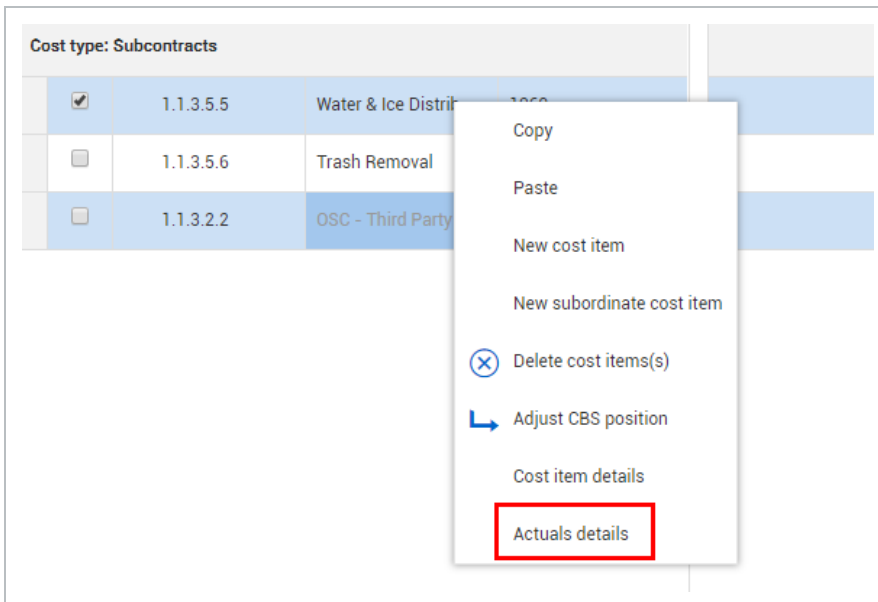 Cost type: Subcontracts
1.1.3.5.5 Water & Ice Distrib
1.1.3.5.6 Trash Removal
1.1.3.2.2 OSC - Third Party
Copy
Paste
New cost item
New subordinate cost item
Delete cost items(s)
Adjust CBS position
Cost item details
Actuals details